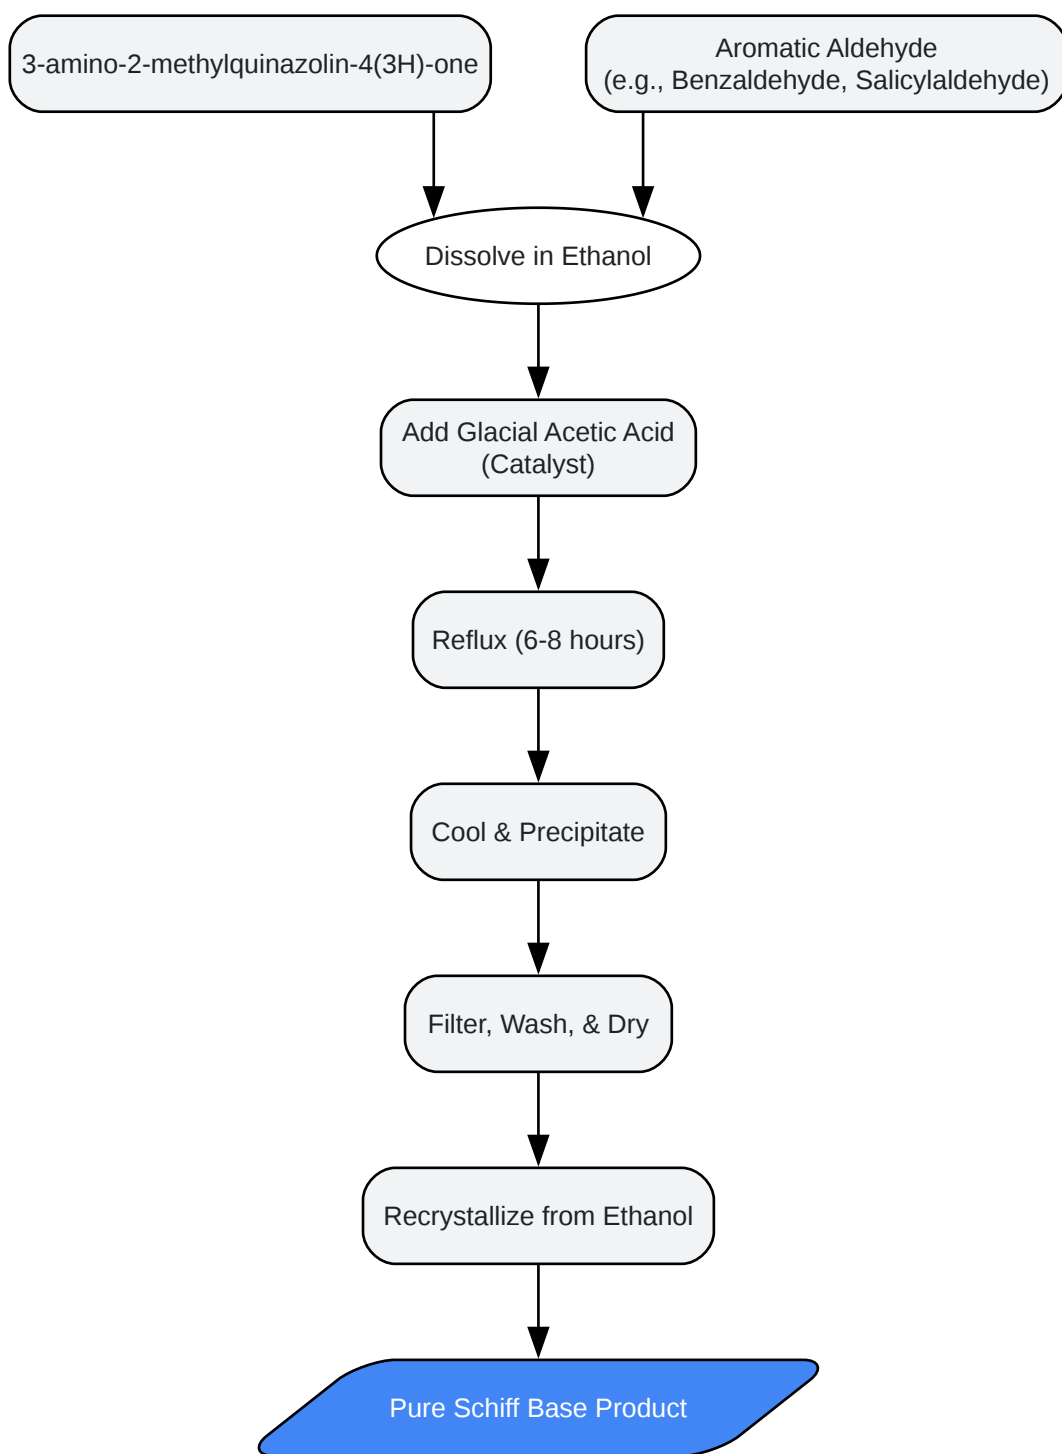 3-amino-2-methylquinazolin-4(3H)-one
Aromatic Aldehyde
(e.g., Benzaldehyde, Salicylaldehyde)
Dissolve in Ethanol
Add Glacial Acetic Acid
(Catalyst)
Reflux (6-8 hours)
Cool & Precipitate
Filter, Wash, & Dry
Recrystallize from Ethanol
Pure Schiff Base Product